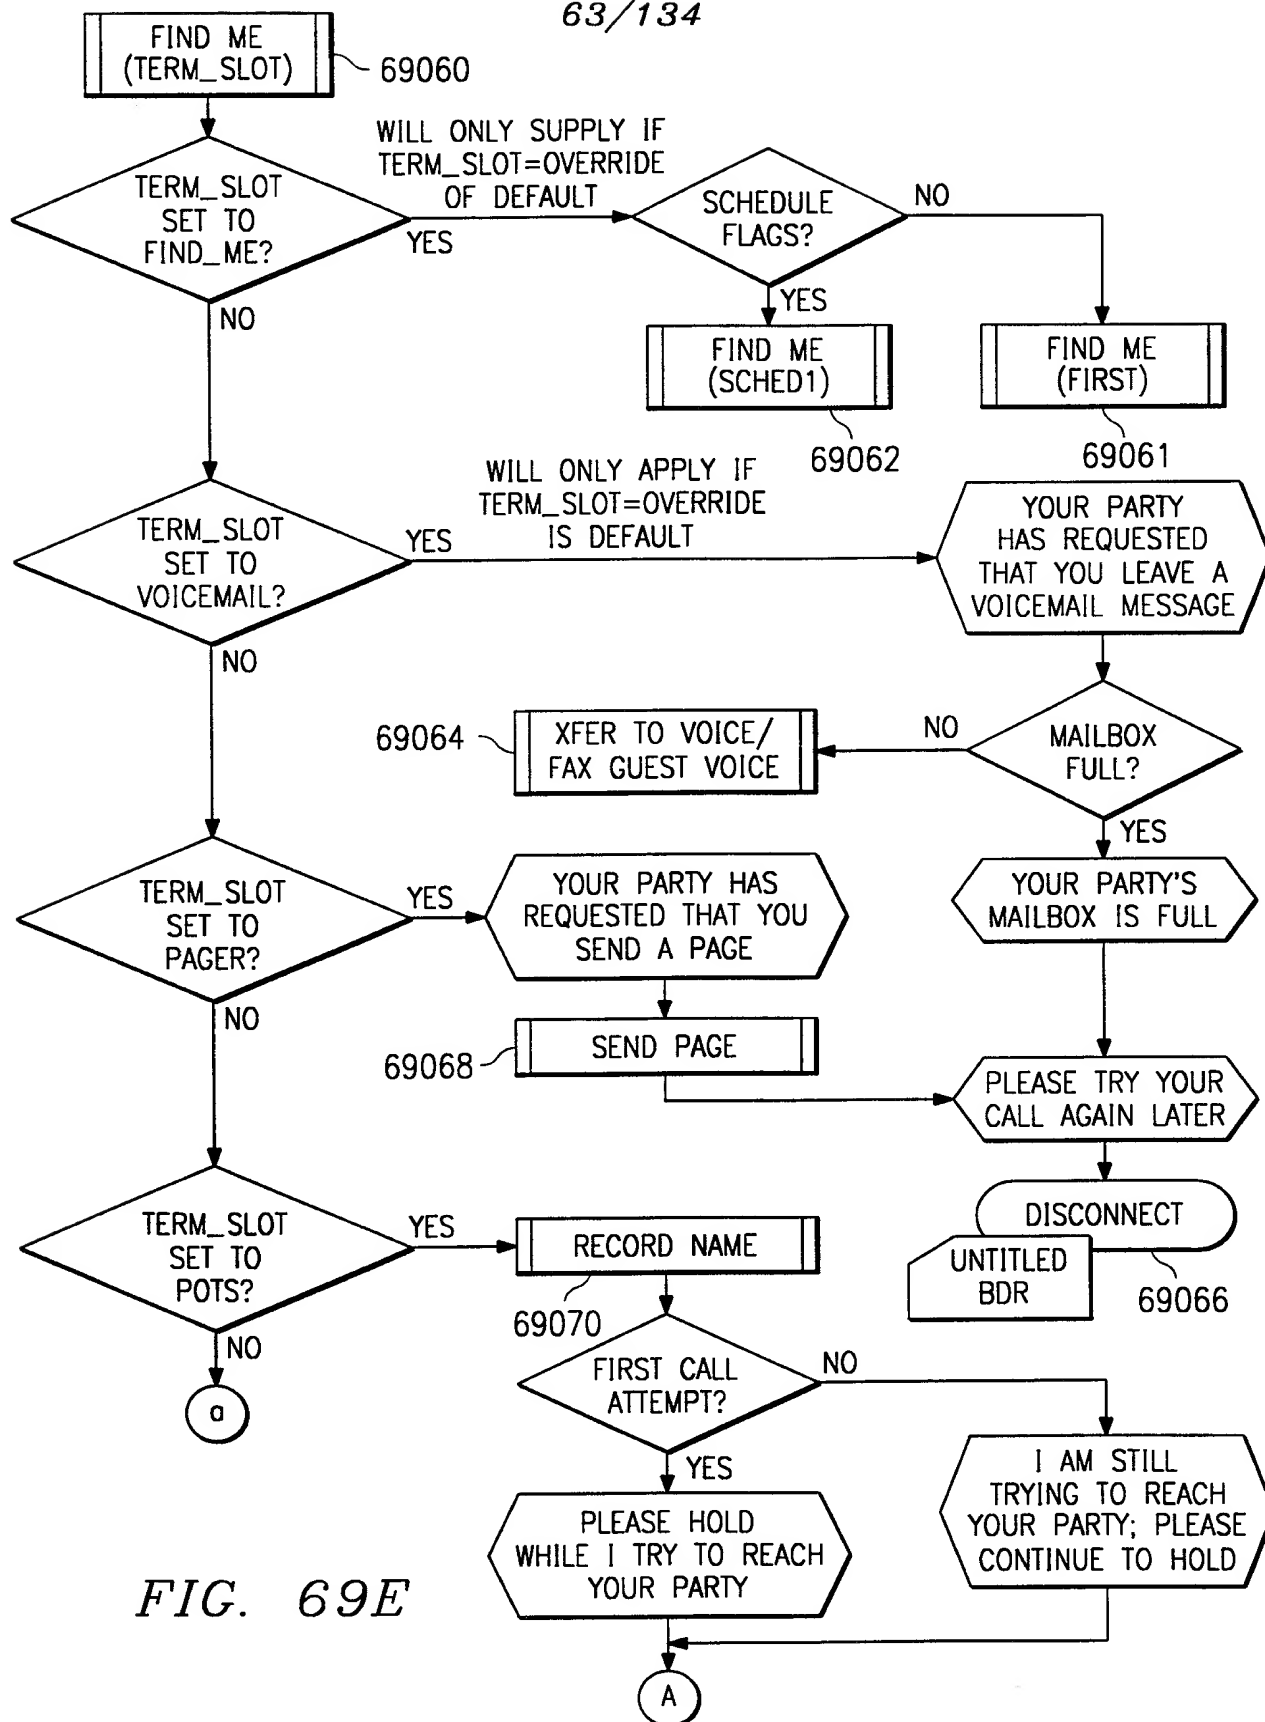 63/134
FIND ME
(TERM_SLOT)
69060
TERM_SLOT
SET TO
FIND_ME?
YES
NO
WILL ONLY SUPPLY IF
TERM_SLOT=OVERRIDE
OF DEFAULT
SCHEDULE
FLAGS?
NO
YES
FIND ME
(SCHED1)
69062
FIND ME
(FIRST)
69061
TERM_SLOT
SET TO
VOICEMAIL?
YES
NO
WILL ONLY APPLY IF
TERM_SLOT=OVERRIDE
IS DEFAULT
YOUR PARTY
HAS REQUESTED
THAT YOU LEAVE A
VOICEMAIL MESSAGE
MAILBOX
FULL?
NO
YES
69064
XFER TO VOICE/
FAX GUEST VOICE
YOUR PARTY'S
MAILBOX IS FULL
TERM_SLOT
SET TO
PAGER?
YES
NO
YOUR PARTY HAS
REQUESTED THAT YOU
SEND A PAGE
69068
SEND PAGE
PLEASE TRY YOUR
CALL AGAIN LATER
DISCONNECT
UNTITLED
BDR
69066
TERM_SLOT
SET TO
POTS?
YES
NO
a
RECORD NAME
69070
FIRST CALL
ATTEMPT?
NO
YES
PLEASE HOLD
WHILE I TRY TO REACH
YOUR PARTY
I AM STILL
TRYING TO REACH
YOUR PARTY; PLEASE
CONTINUE TO HOLD
A
FIG. 69E